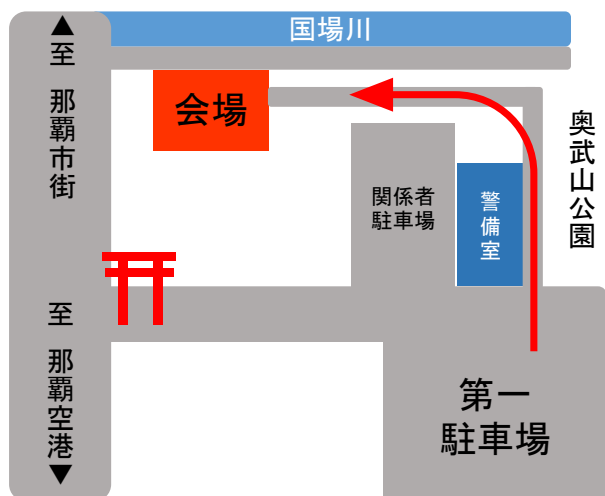 国場川
▲至 那覇市街
会場
奥武山公園
関係者
駐車場
警備室
至 那覇空港▼
第一
駐車場